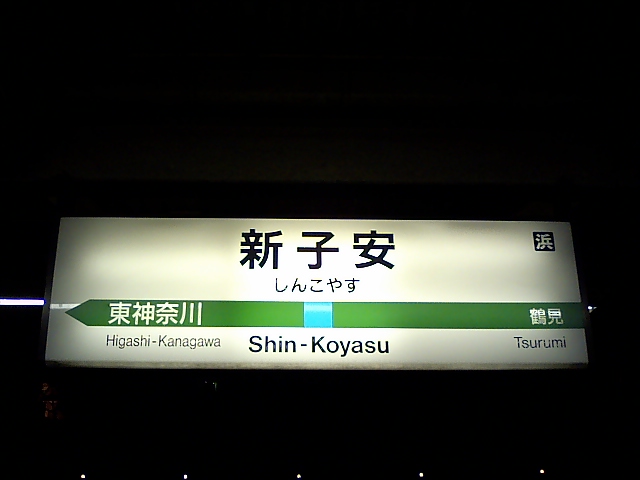 新子安
浜
しんこやす
東神奈川
鶴見
Higashi-Kanagawa
Shin-Koyasu
Tsurumi